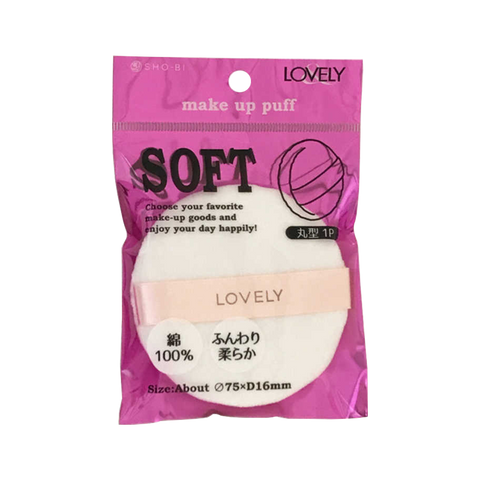 SHO-BI
LOVELY
make up puff
SOFT
Choose your favorite
make-up goods and
enjoy your day happily!
丸型 1P
LOVELY
綿
100%
ふんわり
柔らか
Size:About ∅75×D16mm